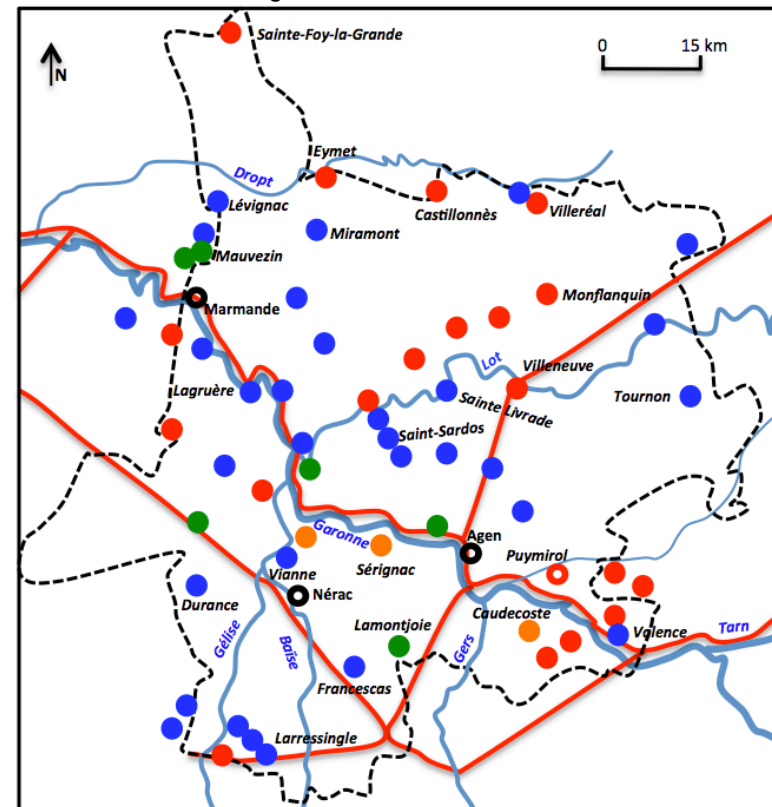 Sainte-Foy-la-Grande
0 15 km
N
Eymet
Dropt
Castillonnès
Villeréal
Lévignac
Miramont
Mauvezin
Monflanquin
Marmande
Lot
Villeneuve
Lagruère
Sainte Livrade
Tournon
Saint-Sardos
Garonne
Agen
Puymirol
Sérignac
Vianne
Durance
Nérac
Caudecoste
Lamontjoie
Valence
Tarn
Gélise
Baïse
Gers
Francescas
Larressingle